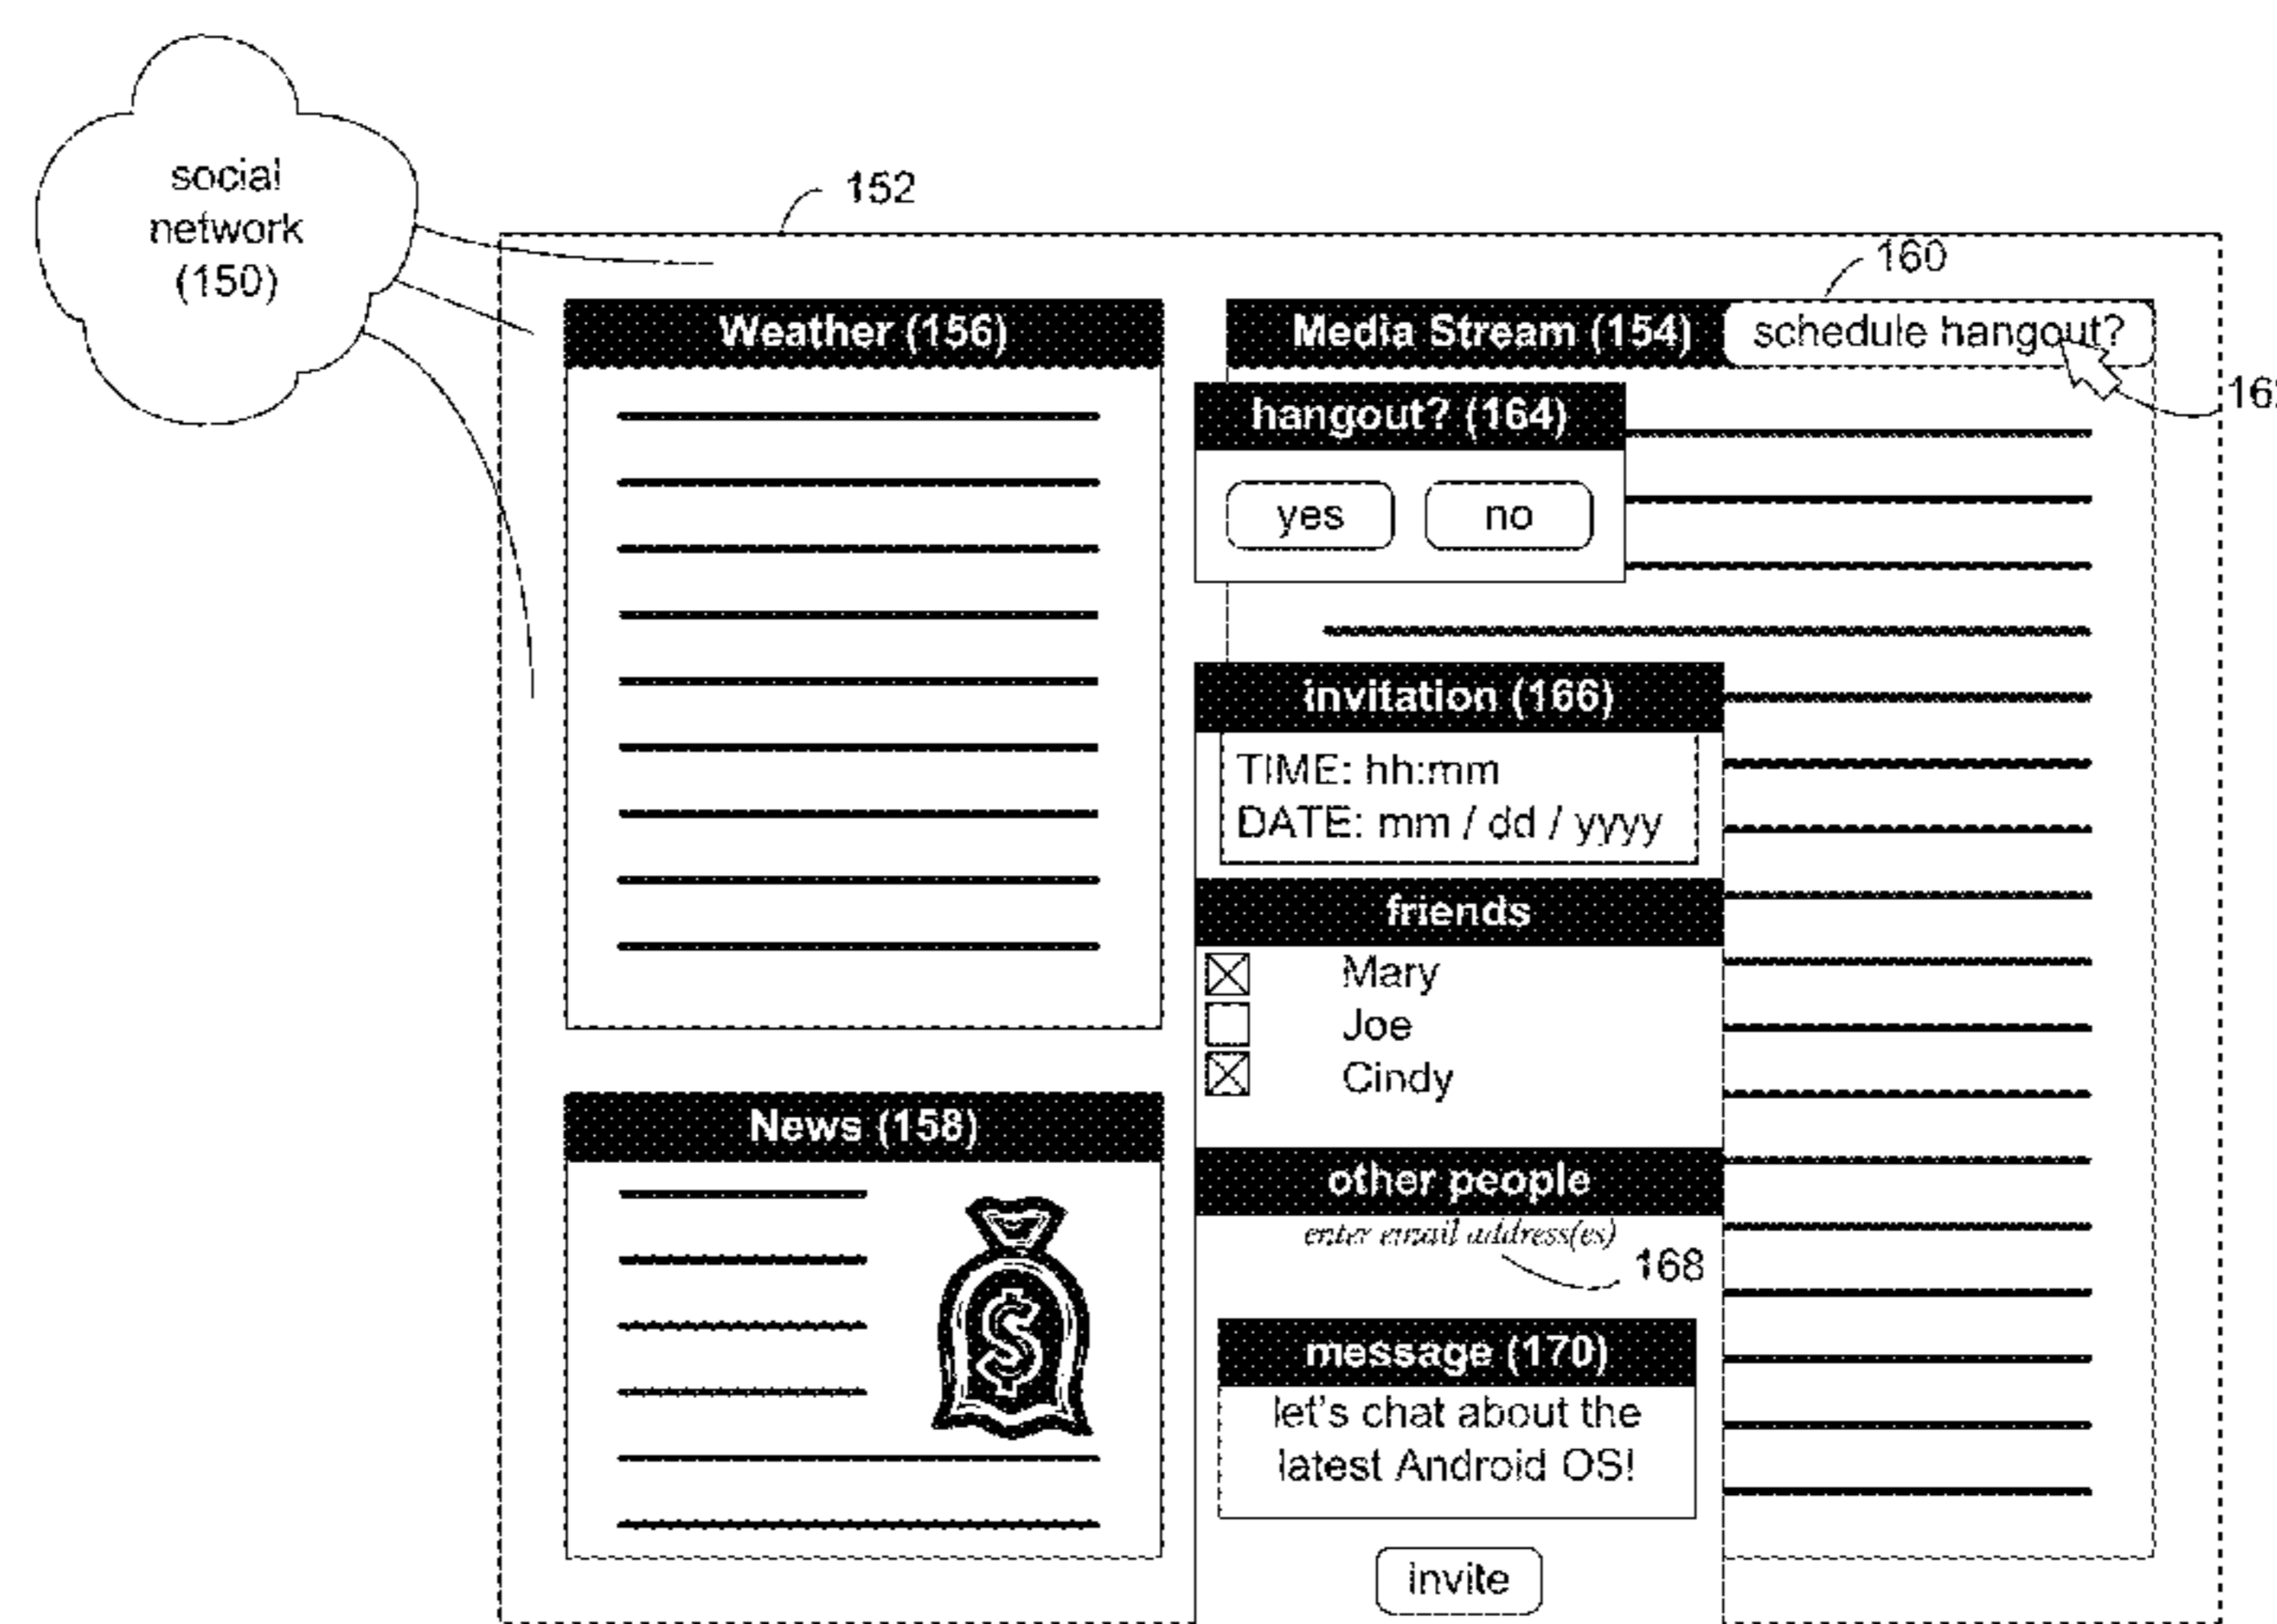 social
network
(150)
152
160
Weather (156)
Media Stream (154)
schedule hangout?
hangout? (164)
yes
no
invitation (166)
TIME: hh:mm
DATE: mm / dd / yyyy
friends
Mary
Joe
Cindy
News (158)
other people
enter email address(es)
168
message (170)
let's chat about the
latest Android OS!
invite